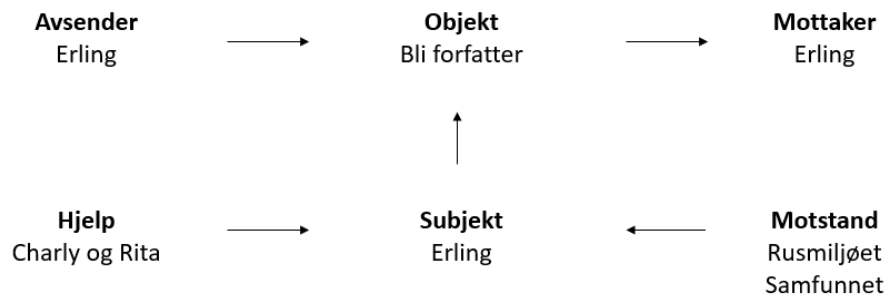 Avsender
Erling
Objekt
Bli forfatter
Mottaker
Erling
Hjelp
Charly og Rita
Subjekt
Erling
Motstand
Rusmiljøet
Samfunnet